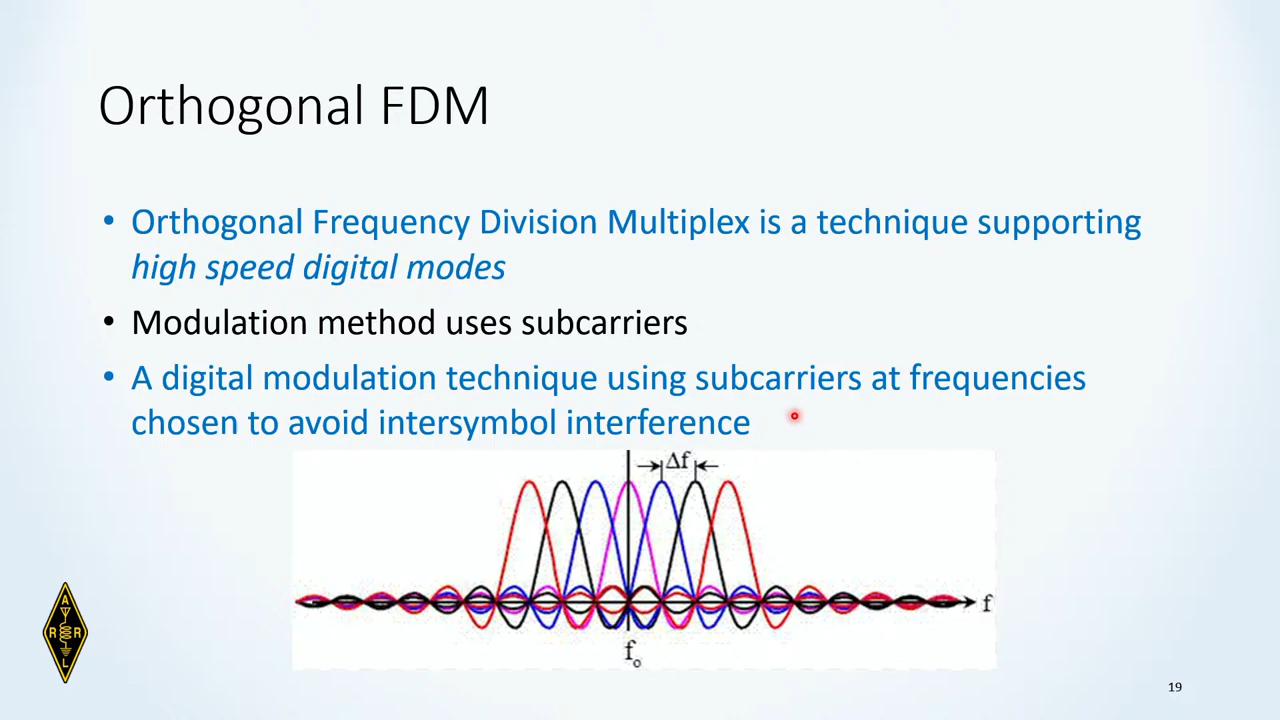 Orthogonal FDM
• Orthogonal Frequency Division Multiplex is a technique supporting
high speed digital modes
• Modulation method uses subcarriers
• A digital modulation technique using subcarriers at frequencies
chosen to avoid intersymbol interference
Δf
f
fo
A
R R
L
19